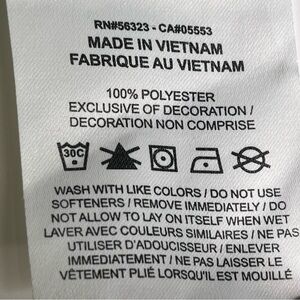 RN#56323 - CA#05553
MADE IN VIETNAM
FABRIQUE AU VIETNAM
100% POLYESTER
EXCLUSIVE OF DECORATION /
DECORATION NON COMPRISE
30C
WASH WITH LIKE COLORS / DO NOT USE
SOFTENERS / REMOVE IMMEDIATELY / DO
NOT ALLOW TO LAY ON ITSELF WHEN WET
LAVER AVEC COULEURS SIMILAIRES / NE PAS
UTILISER D'ADOUCISSEUR / ENLEVER
IMMEDIATEMENT / NE PAS LAISSER LE
VÊTEMENT PLIÉ LORSQU'IL EST MOUILLÉ